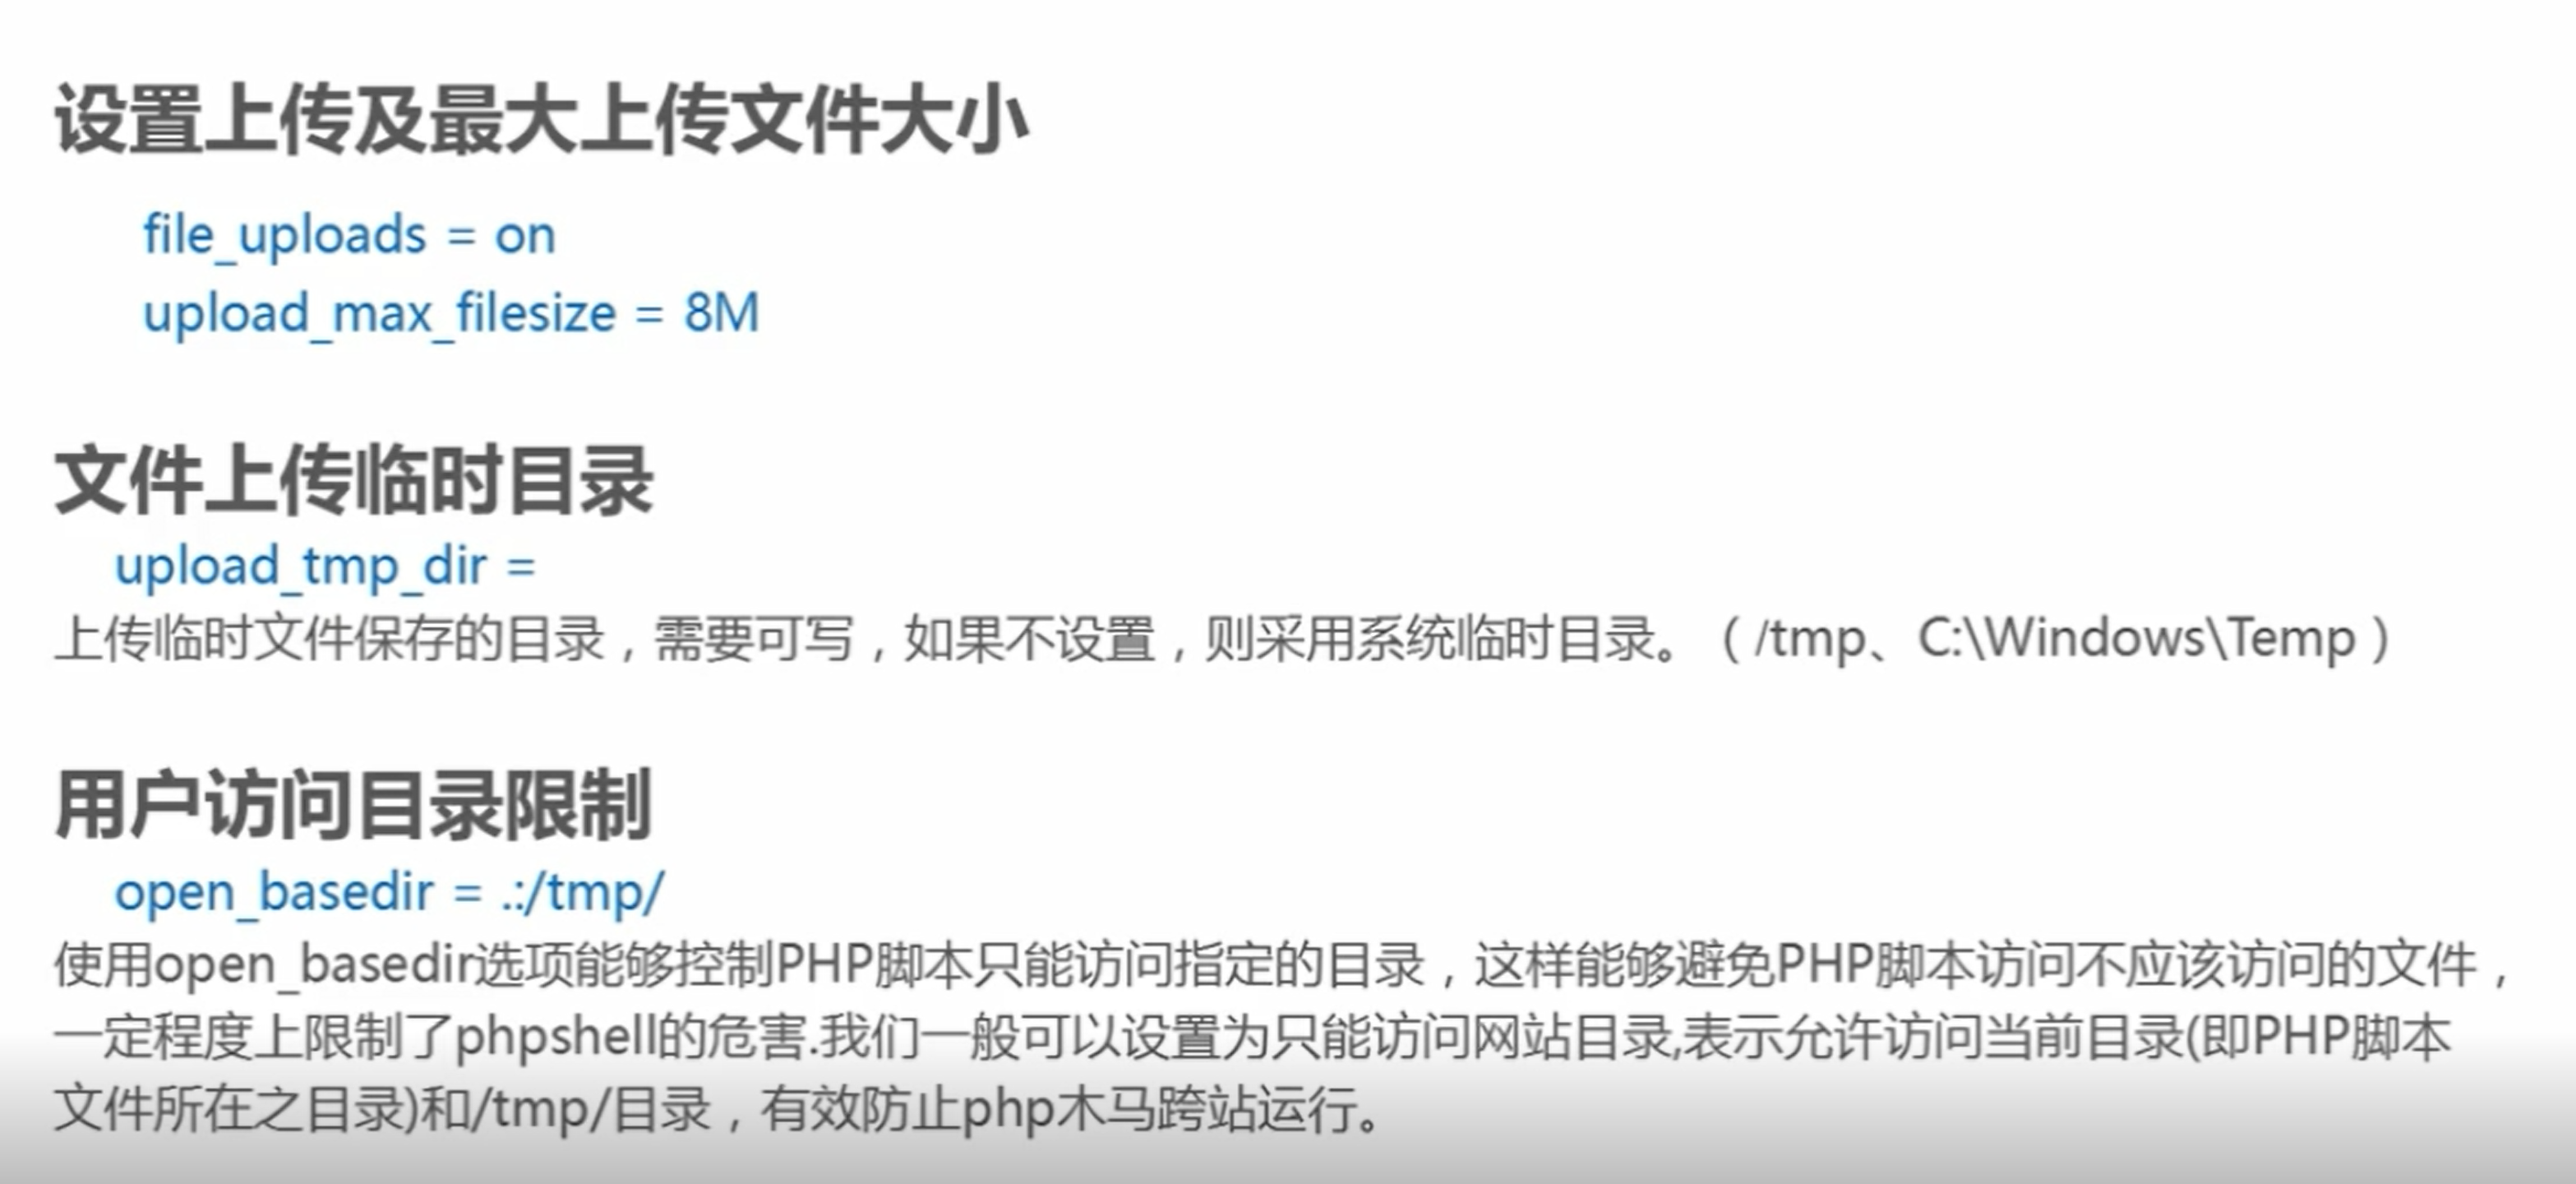 设置上传及最大上传文件大小
file_uploads = on
upload_max_filesize = 8M
文件上传临时目录
upload_tmp_dir =
上传临时文件保存的目录，需要可写，如果不设置，则采用系统临时目录。（/tmp、C:\Windows\Temp）
用户访问目录限制
open_basedir = .:/tmp/
使用open_basedir选项能够控制PHP脚本只能访问指定的目录，这样能够避免PHP脚本访问不应该访问的文件，
一定程度上限制了phpshell的危害.我们一般可以设置为只能访问网站目录,表示允许访问当前目录(即PHP脚本
文件所在之目录)和/tmp/目录，有效防止php木马跨站运行。